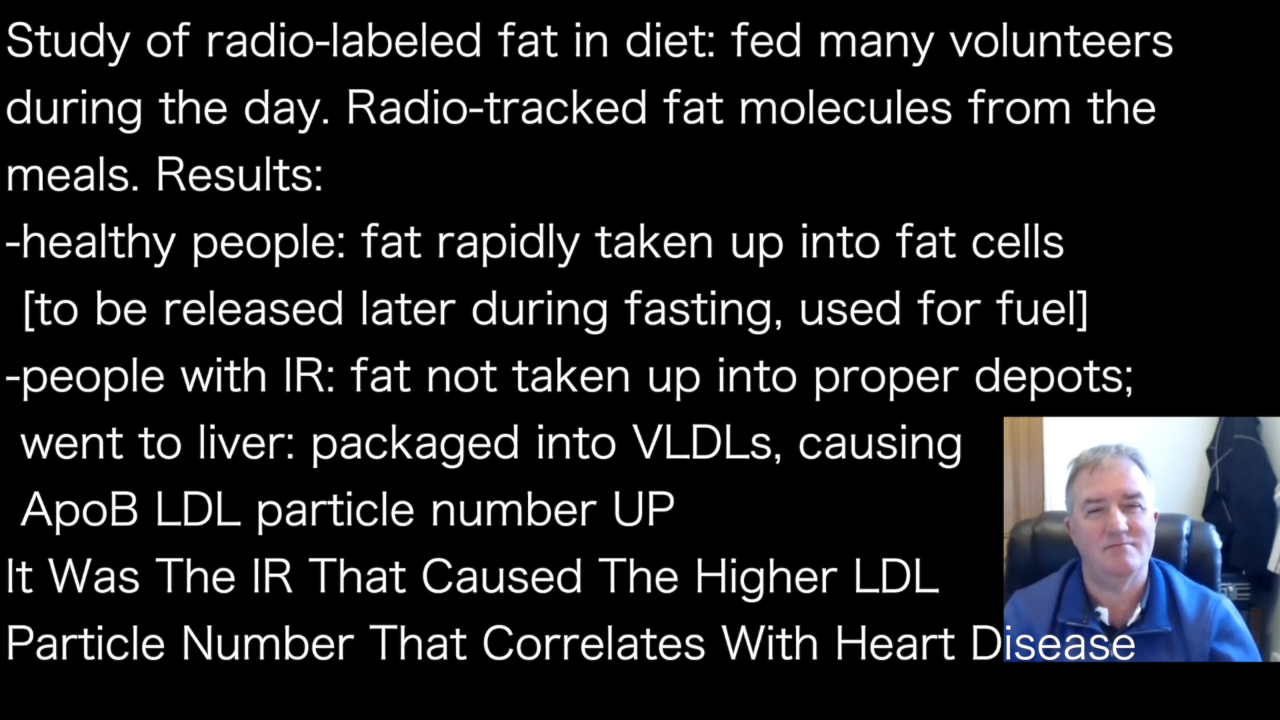 Study of radio-labeled fat in diet: fed many volunteers
during the day. Radio-tracked fat molecules from the
meals. Results:
-healthy people: fat rapidly taken up into fat cells
[to be released later during fasting, used for fuel]
-people with IR: fat not taken up into proper depots;
went to liver: packaged into VLDLs, causing
ApoB LDL particle number UP
It Was The IR That Caused The Higher LDL
Particle Number That Correlates With Heart Disease